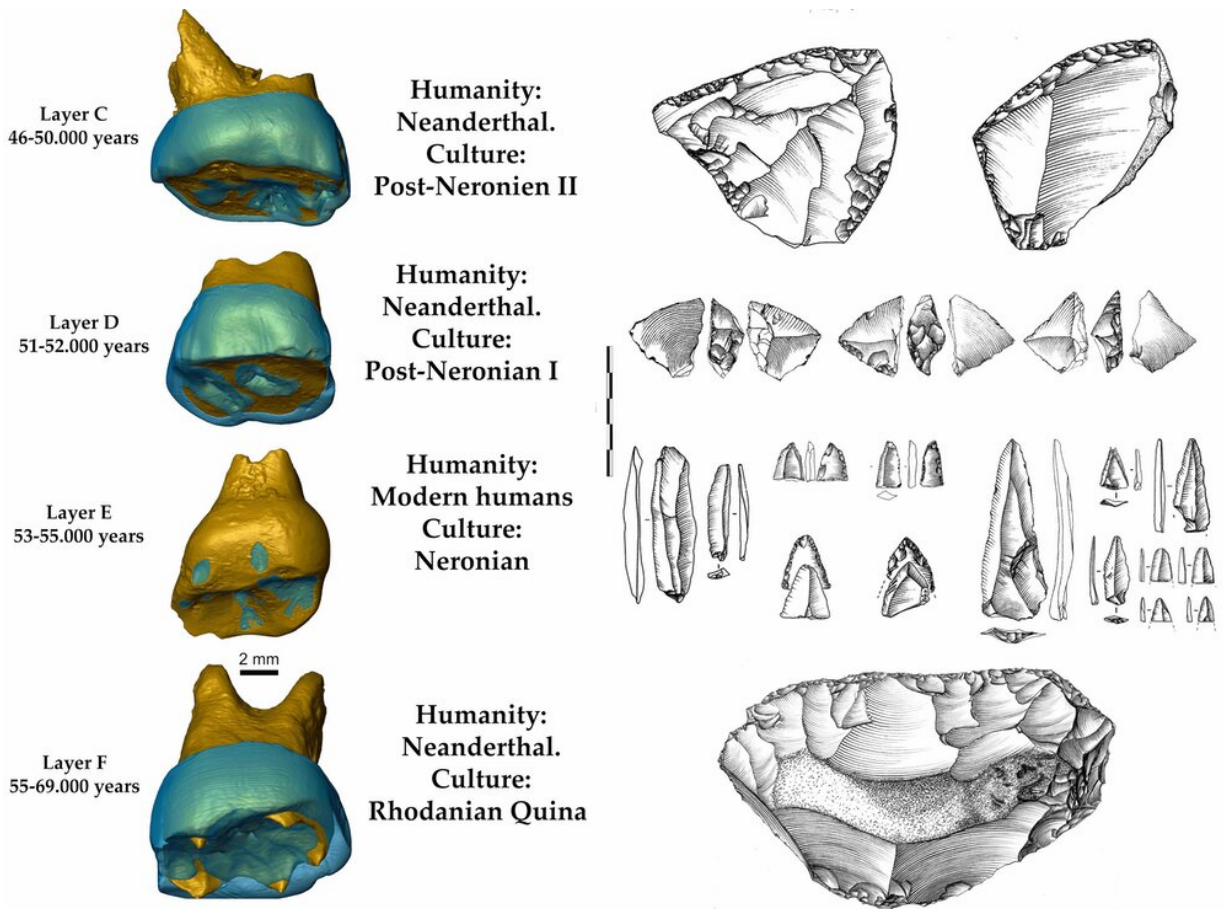 Layer C
46-50.000 years
Humanity:
Neanderthal.
Culture:
Post-Neronien II
Layer D
51-52.000 years
Humanity:
Neanderthal.
Culture:
Post-Neronian I
Layer E
53-55.000 years
Humanity:
Modern humans
Culture:
Neronian
2 mm
Layer F
55-69.000 years
Humanity:
Neanderthal.
Culture:
Rhodanian Quina